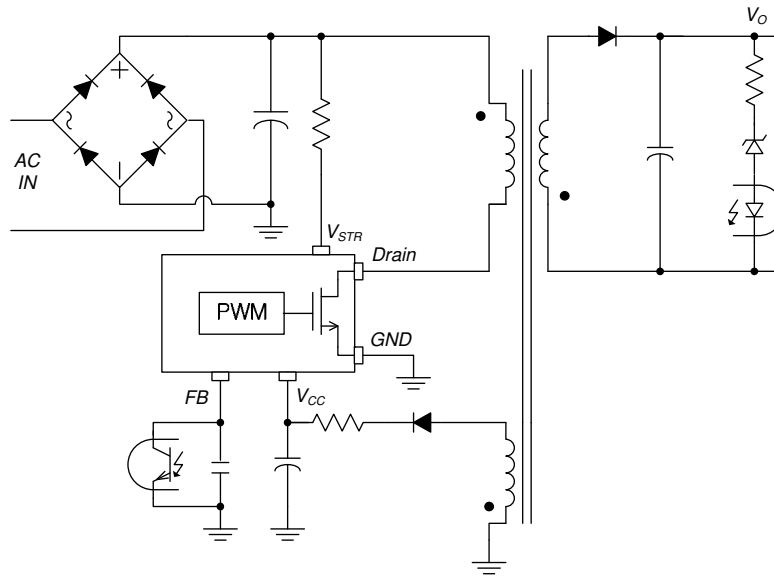 V_O
AC
IN
V_STR
Drain
PWM
GND
FB
V_CC